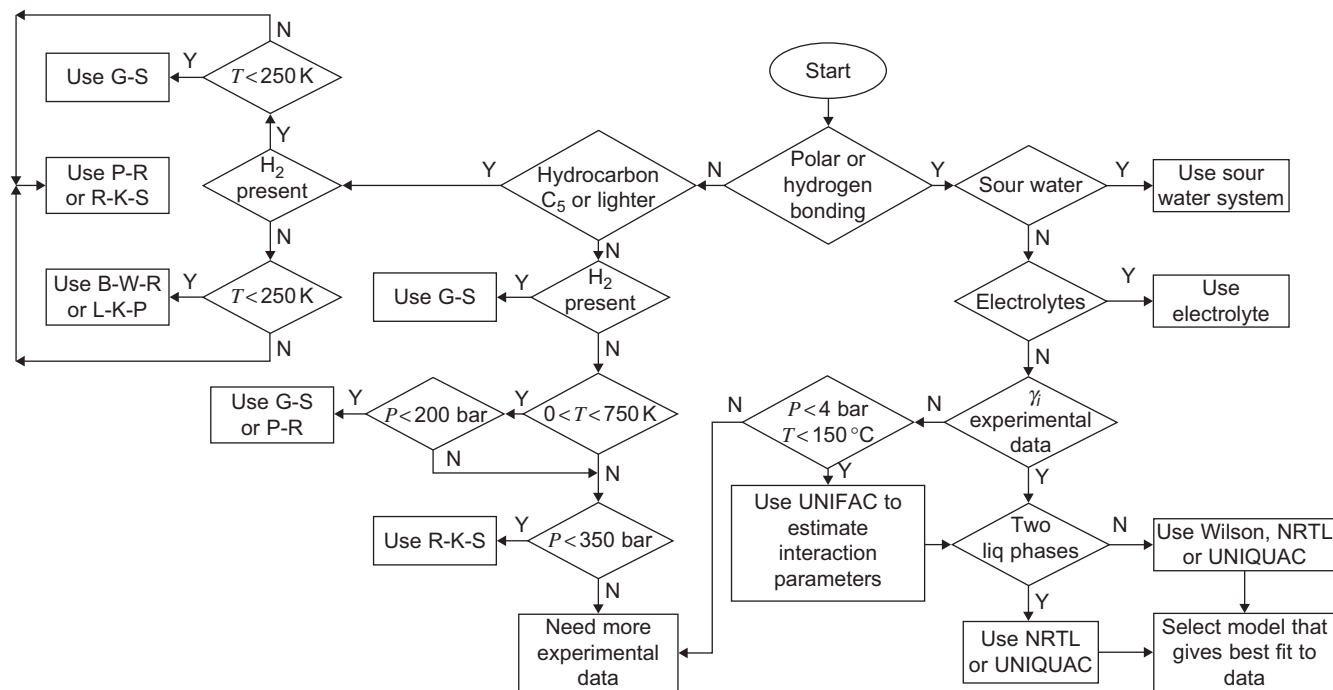 Start
Polar or
hydrogen
bonding
N
Y
Sour water
Y
Use sour
water system
N
Electrolytes
Y
Use
electrolyte
N
γi
experimental
data
N
Y
P<4 bar
T<150 °C
N
Y
Use UNIFAC to
estimate
interaction
parameters
Two
liq phases
N
Y
Use Wilson, NRTL
or UNIQUAC
Use NRTL
or UNIQUAC
Select model that
gives best fit to
data
Hydrocarbon
C5 or lighter
Y
N
H2
present
Y
N
T<250 K
Y
N
Use G-S
Use P-R
or R-K-S
T<250 K
Y
N
Use B-W-R
or L-K-P
H2
present
Y
N
Use G-S
0<T<750 K
Y
N
P<200 bar
Y
N
Use G-S
or P-R
P<350 bar
Y
N
Use R-K-S
Need more
experimental
data